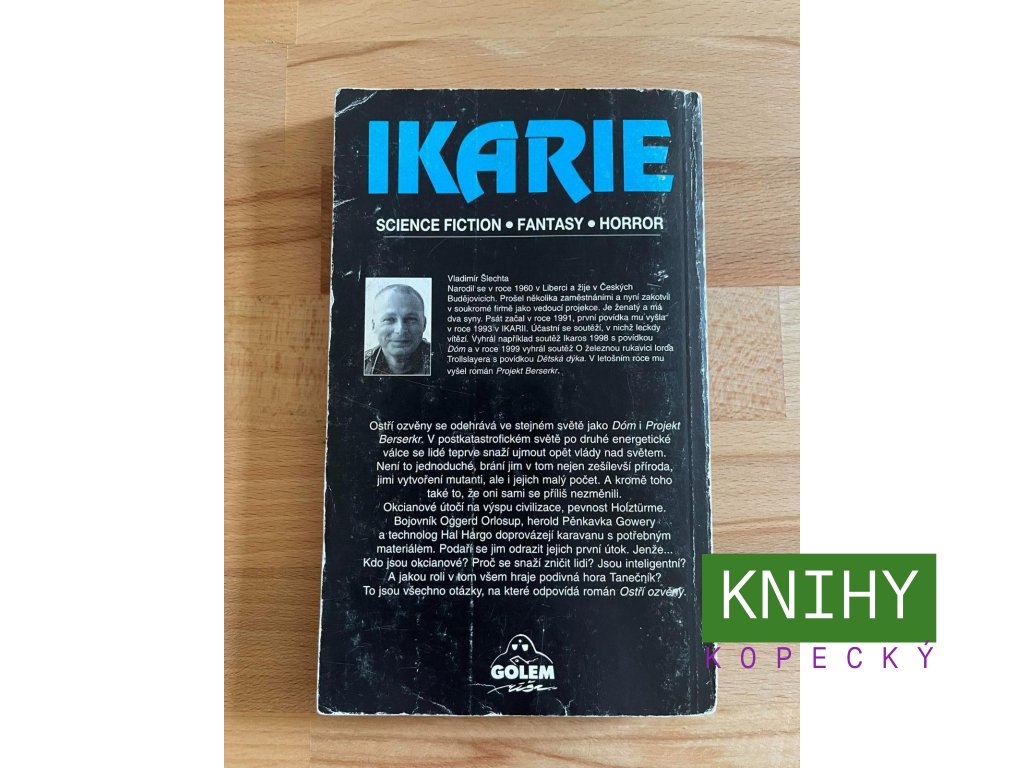 IKARIE
SCIENCE FICTION • FANTASY • HORROR
Vladimír Šlechta
Narodil se v roce 1960 v Liberci a žije v Českých
Budějovicích. Prošel několika zaměstnáními a nyní zakotvil
v soukromé firmě jako vedoucí projekce. Je ženatý a má
dva syny. Psát začal v roce 1991, první povídka mu vyšla
v roce 1993 v IKARII. Účastní se soutěží, v nichž leckdy
vítězí. Vyhrál například soutěž Ikaros 1998 s povídkou
Dóm a v roce 1999 vyhrál soutěž O železnou rukavici lorda
Trollslayera s povídkou Dětská dýka. V letošním roce mu
vyšel román Projekt Berserkr.
Ostří ozvěny se odehrává ve stejném světě jako Dóm i Projekt
Berserkr. V postkatastrofickém světě po druhé energetické
válce se lidé teprve snaží ujmout opět vlády nad světem.
Není to jednoduché, brání jim v tom nejen zešílevší příroda,
jimi vytvoření mutanti, ale i jejich malý počet. A kromě toho
také to, že oni sami se příliš nezměnili.
Okcianové útočí na výspu civilizace, pevnost Holztürme.
Bojovník Oggerd Orlosup, herold Pěnkavka Gowery
a technolog Hal Hargo doprovázejí karavanu s potřebným
materiálem. Podaří se jim odrazit jejich první útok. Jenže...
Kdo jsou okcianové? Proč se snaží zničit lidi? Jsou inteligentní?
A jakou roli v tom všem hraje podivná hora Tanečník?
To jsou všechno otázky, na které odpovídá román Ostří ozvěny.
GOLEM
říše
KNIHY
KOPECKÝ